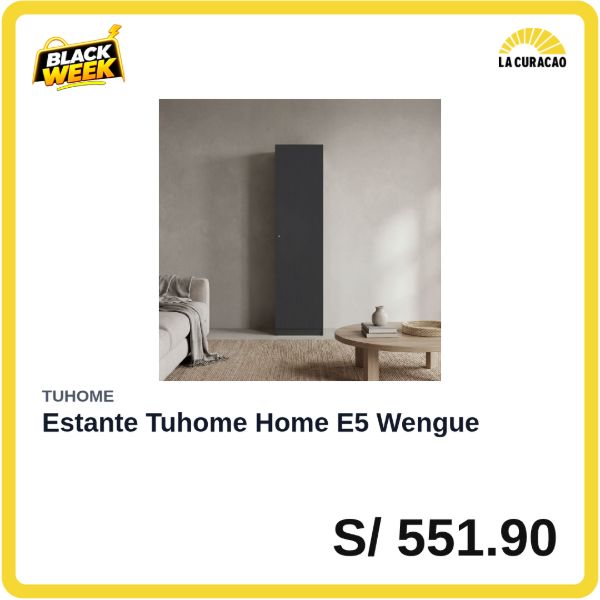 BLACK
WEEK
LA CURACAO
TUHOME
Estante Tuhome Home E5 Wengue
S/ 551.90